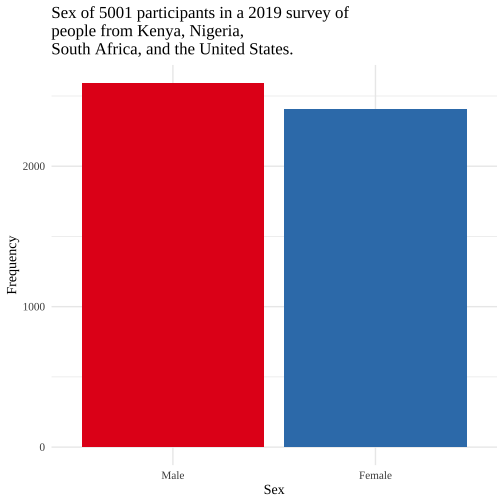 Sex of 5001 participants in a 2019 survey of
people from Kenya, Nigeria,
South Africa, and the United States.
Frequency
2000
1000
0
Male
Female
Sex